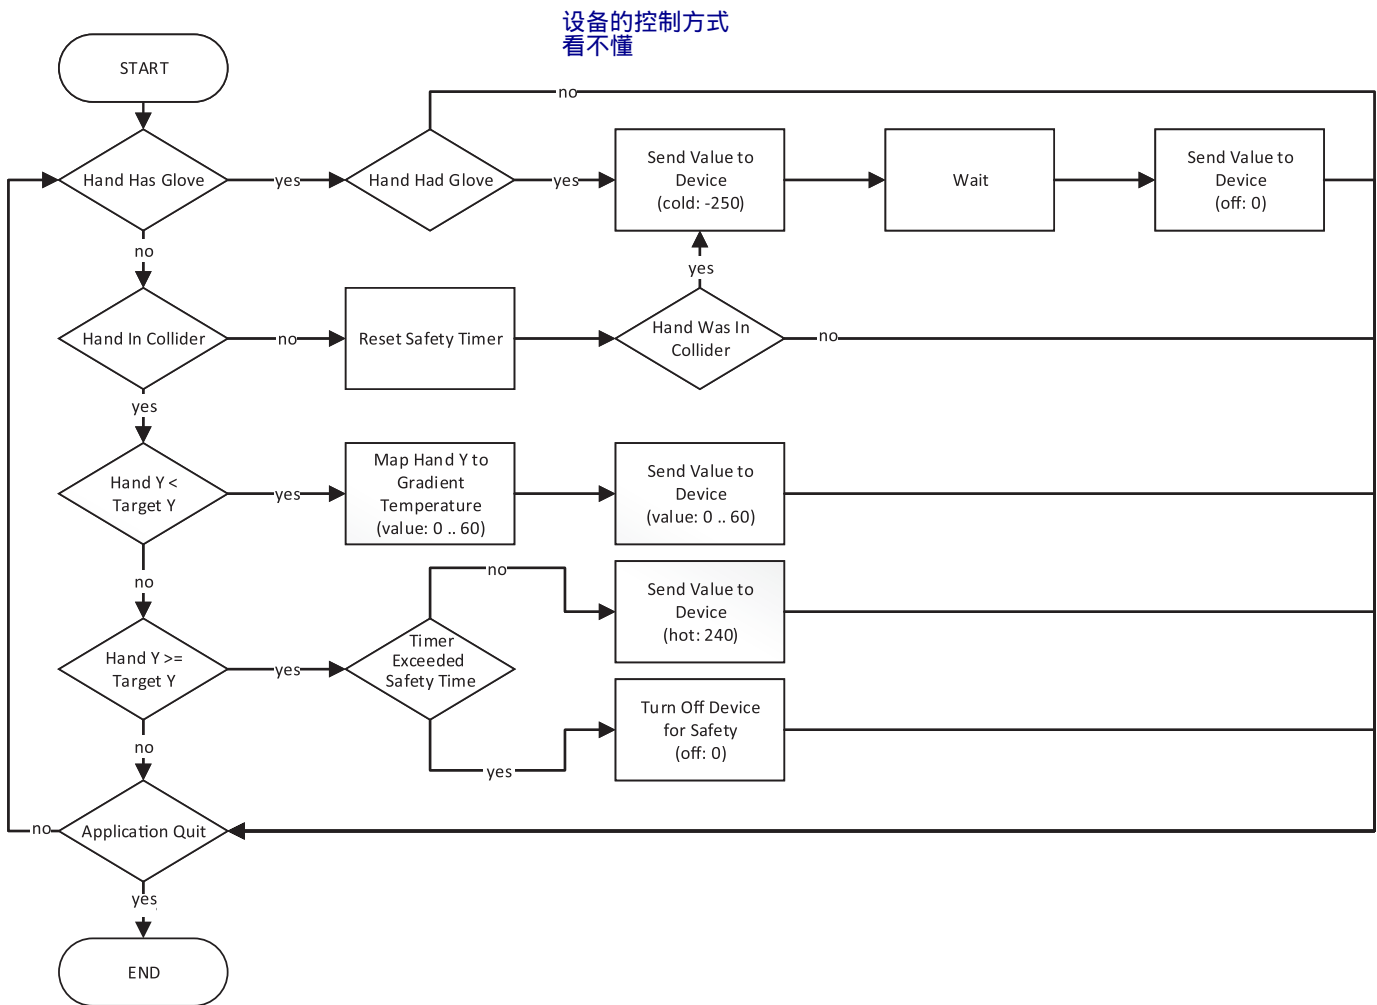 设备的控制方式
看不懂
START
no
Hand Has Glove
yes
Hand Had Glove
yes
Send Value to
Device
(cold: -250)
Wait
Send Value to
Device
(off: 0)
no
yes
Hand In Collider
no
Reset Safety Timer
Hand Was In
Collider
no
yes
Hand Y <
Target Y
yes
Map Hand Y to
Gradient
Temperature
(value: 0 .. 60)
Send Value to
Device
(value: 0 .. 60)
no
no
Send Value to
Device
(hot: 240)
Hand Y >=
Target Y
yes
Timer
Exceeded
Safety Time
Turn Off Device
for Safety
(off: 0)
no
yes
no
Application Quit
yes
END